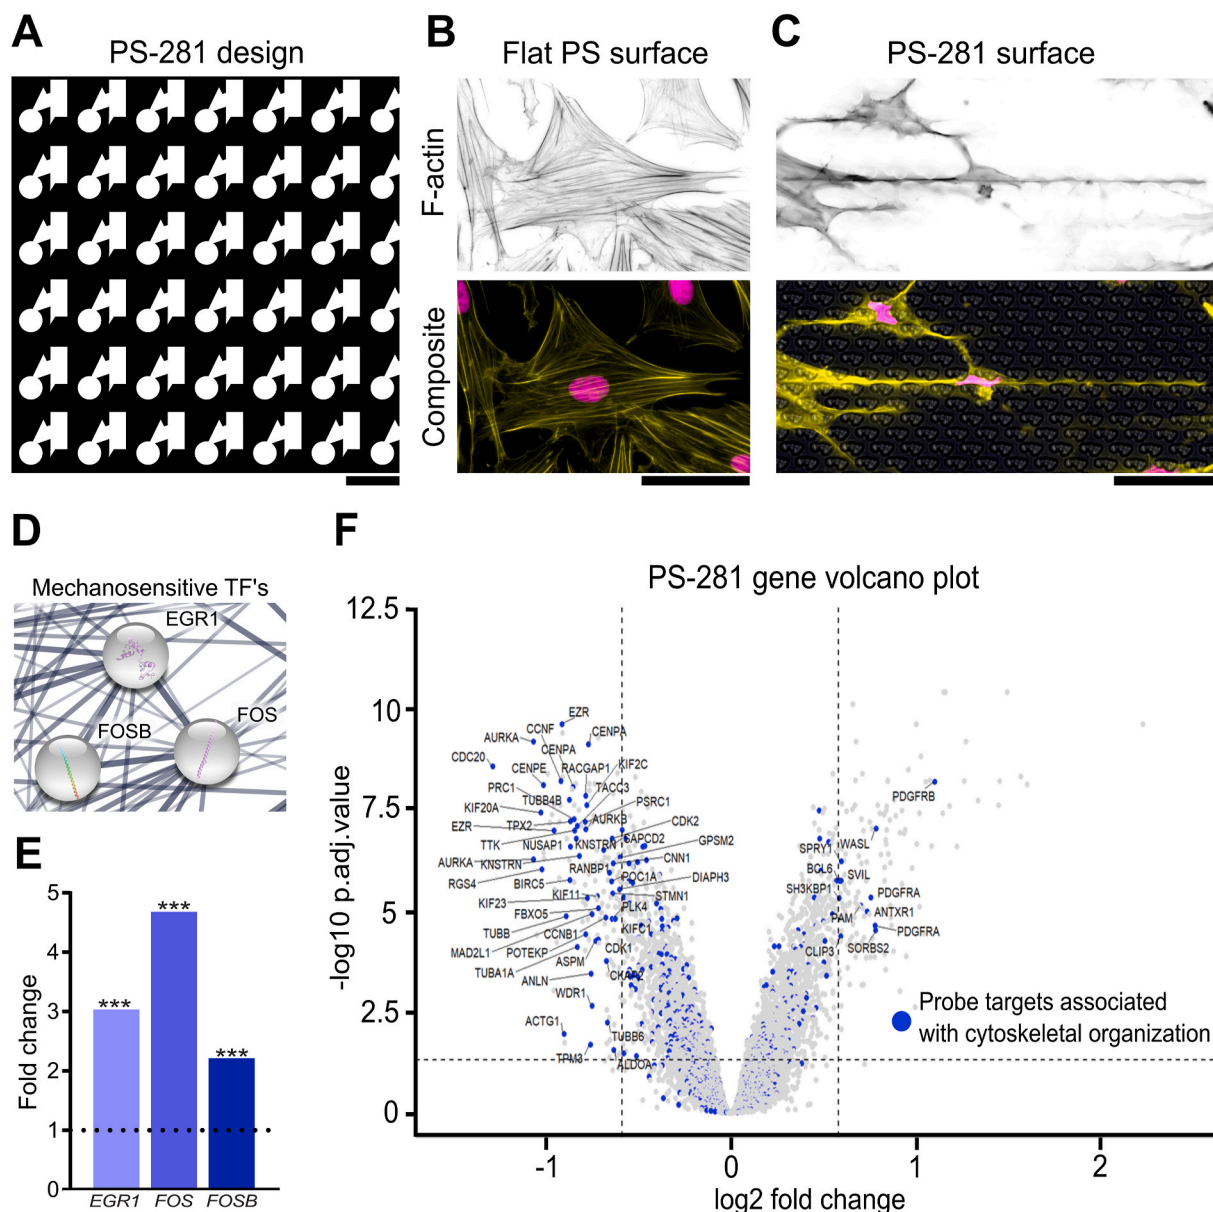 A
PS-281 design
B
Flat PS surface
C
PS-281 surface
F-actin
Composite
D
Mechanosensitive TF's
EGR1
FOS
FOSB
E
Fold change
5
4
3
2
1
0
***
***
***
EGR1 FOS FOSB
F
PS-281 gene volcano plot
-log10 p.adj.value
12.5
10
7.5
5
2.5
0
-1 0 1 2
log2 fold change
EZR
CCNF
AURKA
CENPA
CENPA
CDC20
CENPE
RACGAP1
KIF2C
PRC1
TACC3
TUBB4B
PSRC1
KIF20A
TPX2
AURKB
CDK2
EZR
TTK
NUSAP1
KNSTRN
SAPCD2
GPSM2
AURKA
KNSTRN
RANBP1
CNN1
RGS4
BIRC5
POC1A
DIAPH3
KIF23
KIF11
STMN1
FBXO5
PLK4
TUBB
CCNB1
KIFC1
MAD2L1
POTEKP
CDK1
TUBA1A
ASPM
ANLN
CKAP2
WDR1
ACTG1
TUBB6
TPM3
ALDOA
PDGFRB
SPRY1
WASL
BCL6
SVIL
SH3KBP1
PDGFRA
PAM
ANTXR1
PDGFRA
CLIP3
SORBS2
Probe targets associated
with cytoskeletal organization